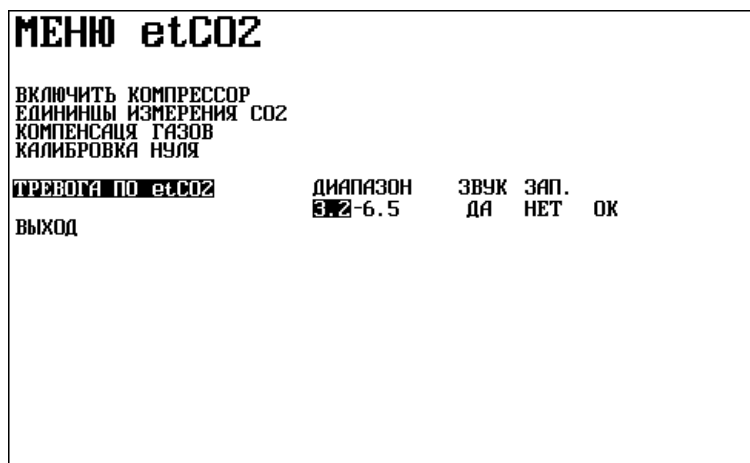 МЕНЮ etCO2
ВКЛЮЧИТЬ КОМПРЕССОР
ЕДИНИНЦЫ ИЗМЕРЕНИЯ CO2
КОМПЕНСАЦЯ ГАЗОВ
КАЛИБРОВКА НУЛЯ
ТРЕВОГА ПО etCO2 ДИАПАЗОН ЗВУК ЗАП.
3.2-6.5 ДА НЕТ ОК
ВЫХОД